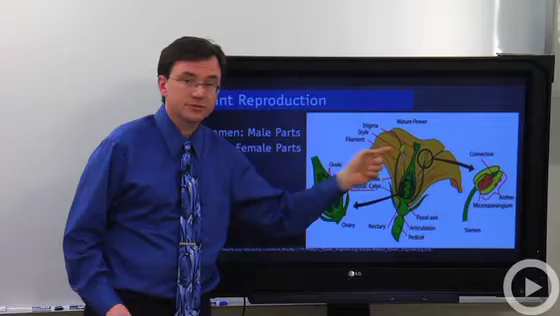 ant Reproduction
amen: Male Parts
Female Parts
Mature Flower
Stigma
Style
Filament
Connective
Ovule
Calyx
Anther
Microsporangium
Ovary
Floral axis
Nectary
Articulation
Pedicel
Stamen
LG